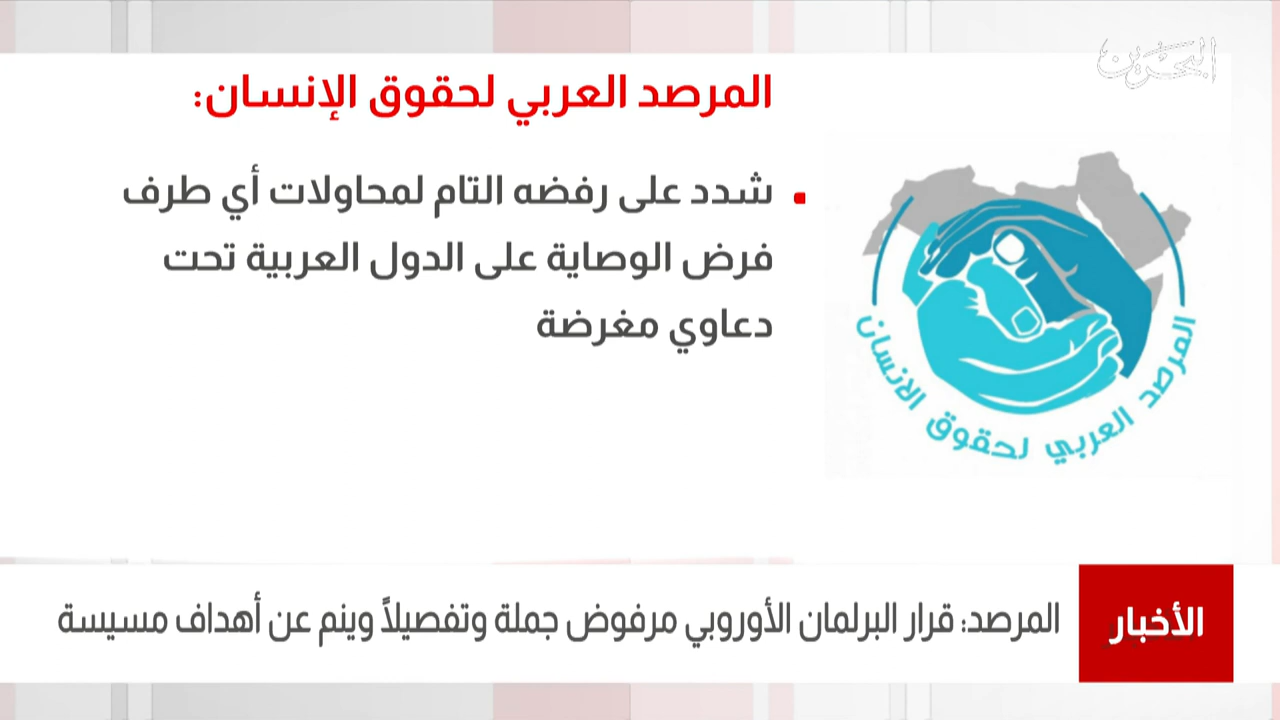 البحرين
المرصد العربي لحقوق الإنسان:
شدد على رفضه التام لمحاولات أي طرف
فرض الوصاية على الدول العربية تحت
دعاوي مغرضة
المرصد العربي لحقوق الانسان
الأخبار
المرصد: قرار البرلمان الأوروبي مرفوض جملة وتفصيلاً وينم عن أهداف مسيسة